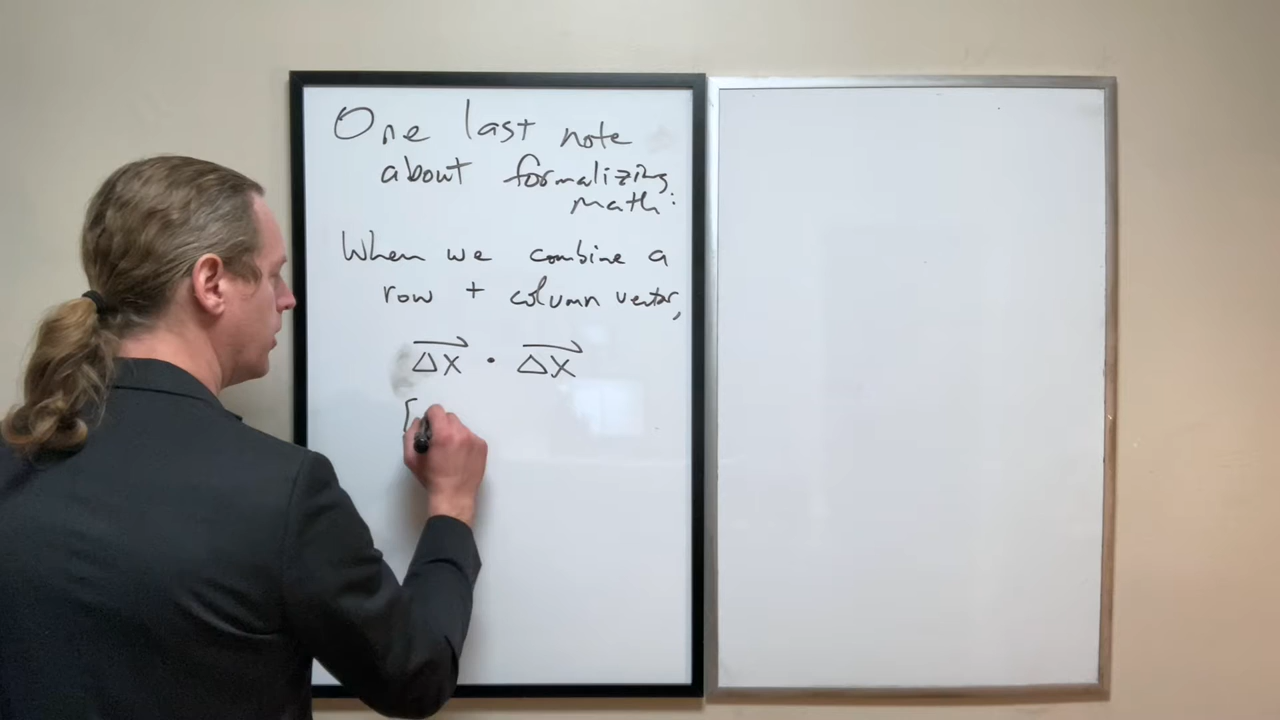 One last note
about formalizing
math:
When we combine a
row + column vector,
→ΔX · →ΔX
[